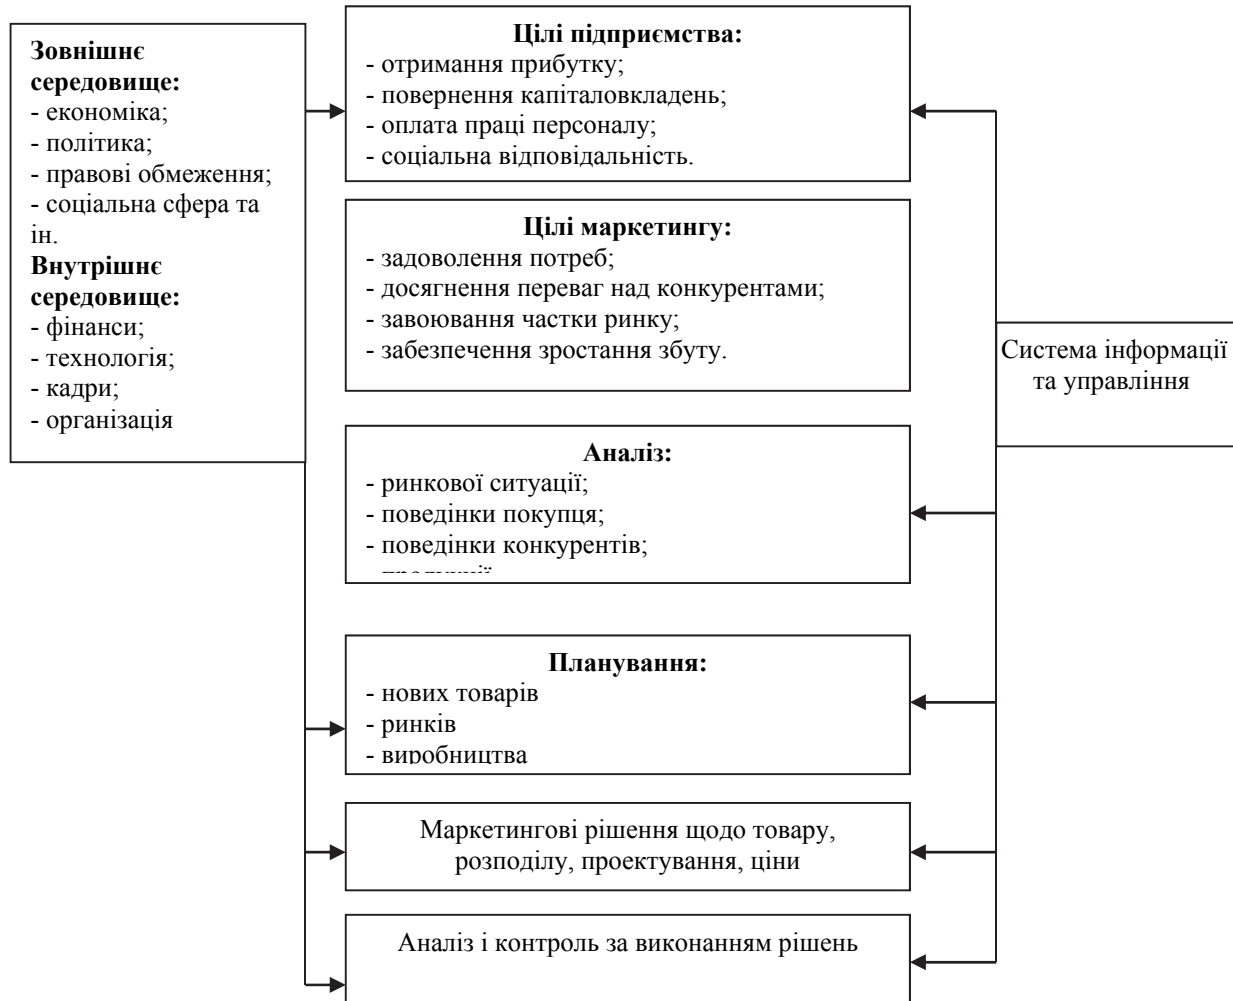 Зовнішнє
середовище:
- економіка;
- політика;
- правові обмеження;
- соціальна сфера та
ін.
Внутрішнє
середовище:
- фінанси;
- технологія;
- кадри;
- організація
Цілі підприємства:
- отримання прибутку;
- повернення капіталовкладень;
- оплата праці персоналу;
- соціальна відповідальність.
Цілі маркетингу:
- задоволення потреб;
- досягнення переваг над конкурентами;
- завоювання частки ринку;
- забезпечення зростання збуту.
Аналіз:
- ринкової ситуації;
- поведінки покупця;
- поведінки конкурентів;
Планування:
- нових товарів
- ринків
- виробництва
Маркетингові рішення щодо товару,
розподілу, проектування, ціни
Аналіз і контроль за виконанням рішень
Система інформації
та управління